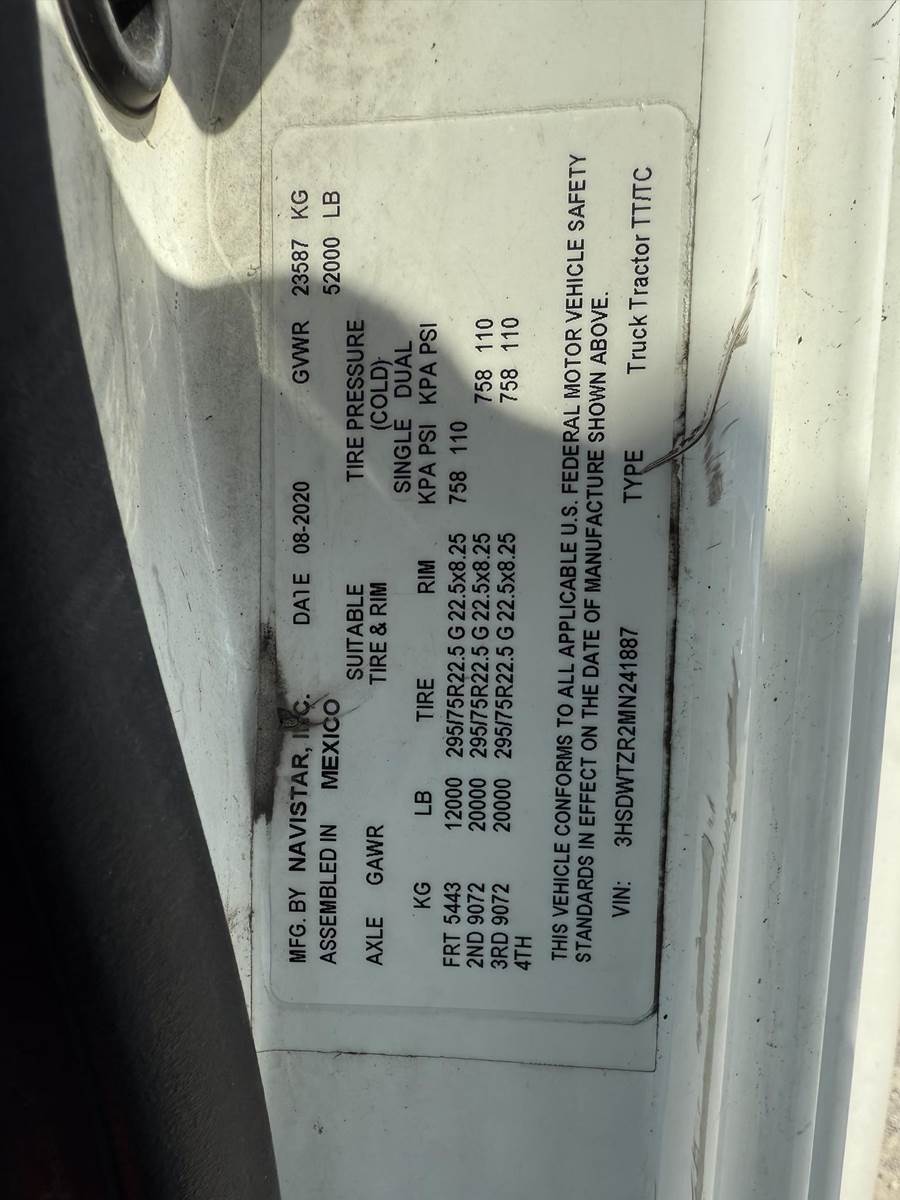 MFG. BY NAVISTAR, INC. DATE 08-2020 GVWR 23587 KG
ASSEMBLED IN MEXICO 52000 LB
SUITABLE TIRE PRESSURE
AXLE GAWR TIRE & RIM (COLD)
SINGLE DUAL
KG LB TIRE RIM KPA PSI KPA PSI
FRT 5443 12000 295/75R22.5 G 22.5x8.25 758 110
2ND 9072 20000 295/75R22.5 G 22.5x8.25 758 110
3RD 9072 20000 295/75R22.5 G 22.5x8.25 758 110
4TH
THIS VEHICLE CONFORMS TO ALL APPLICABLE U.S. FEDERAL MOTOR VEHICLE SAFETY
STANDARDS IN EFFECT ON THE DATE OF MANUFACTURE SHOWN ABOVE.
VIN: 3HSDWTZR2MN241887 TYPE Truck Tractor TT/TC